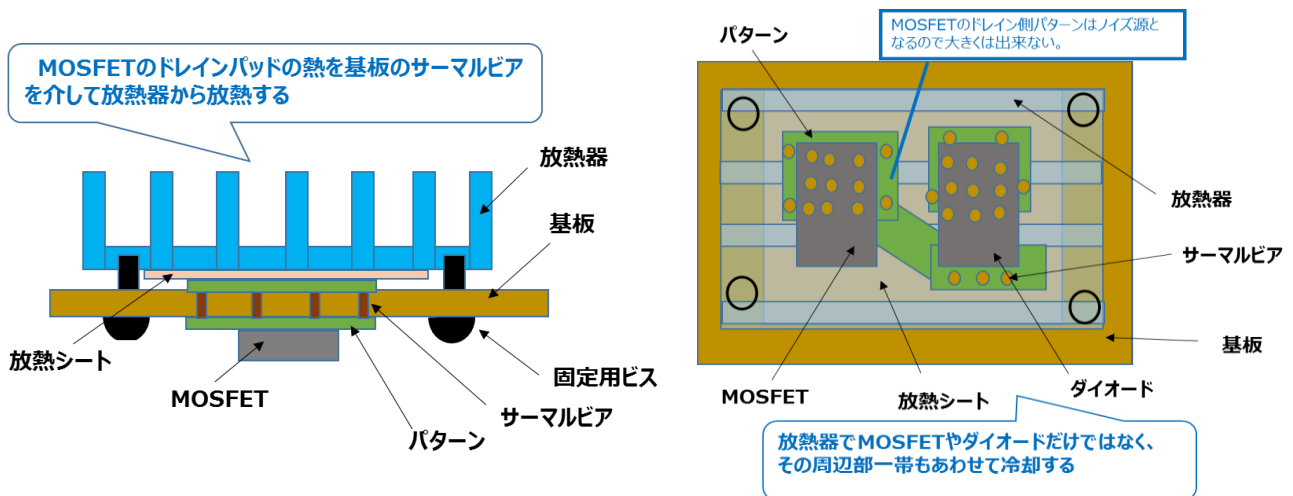 MOSFETのドレインパッドの熱を基板のサーマルビア
を介して放熱器から放熱する
放熱器
基板
放熱シート
MOSFET
固定用ビス
サーマルビア
パターン
パターン
MOSFETのドレイン側パターンはノイズ源と
なるので大きくは出来ない。
放熱器
サーマルビア
基板
MOSFET
放熱シート
ダイオード
放熱器でMOSFETやダイオードだけではなく、
その周辺部一帯もあわせて冷却する